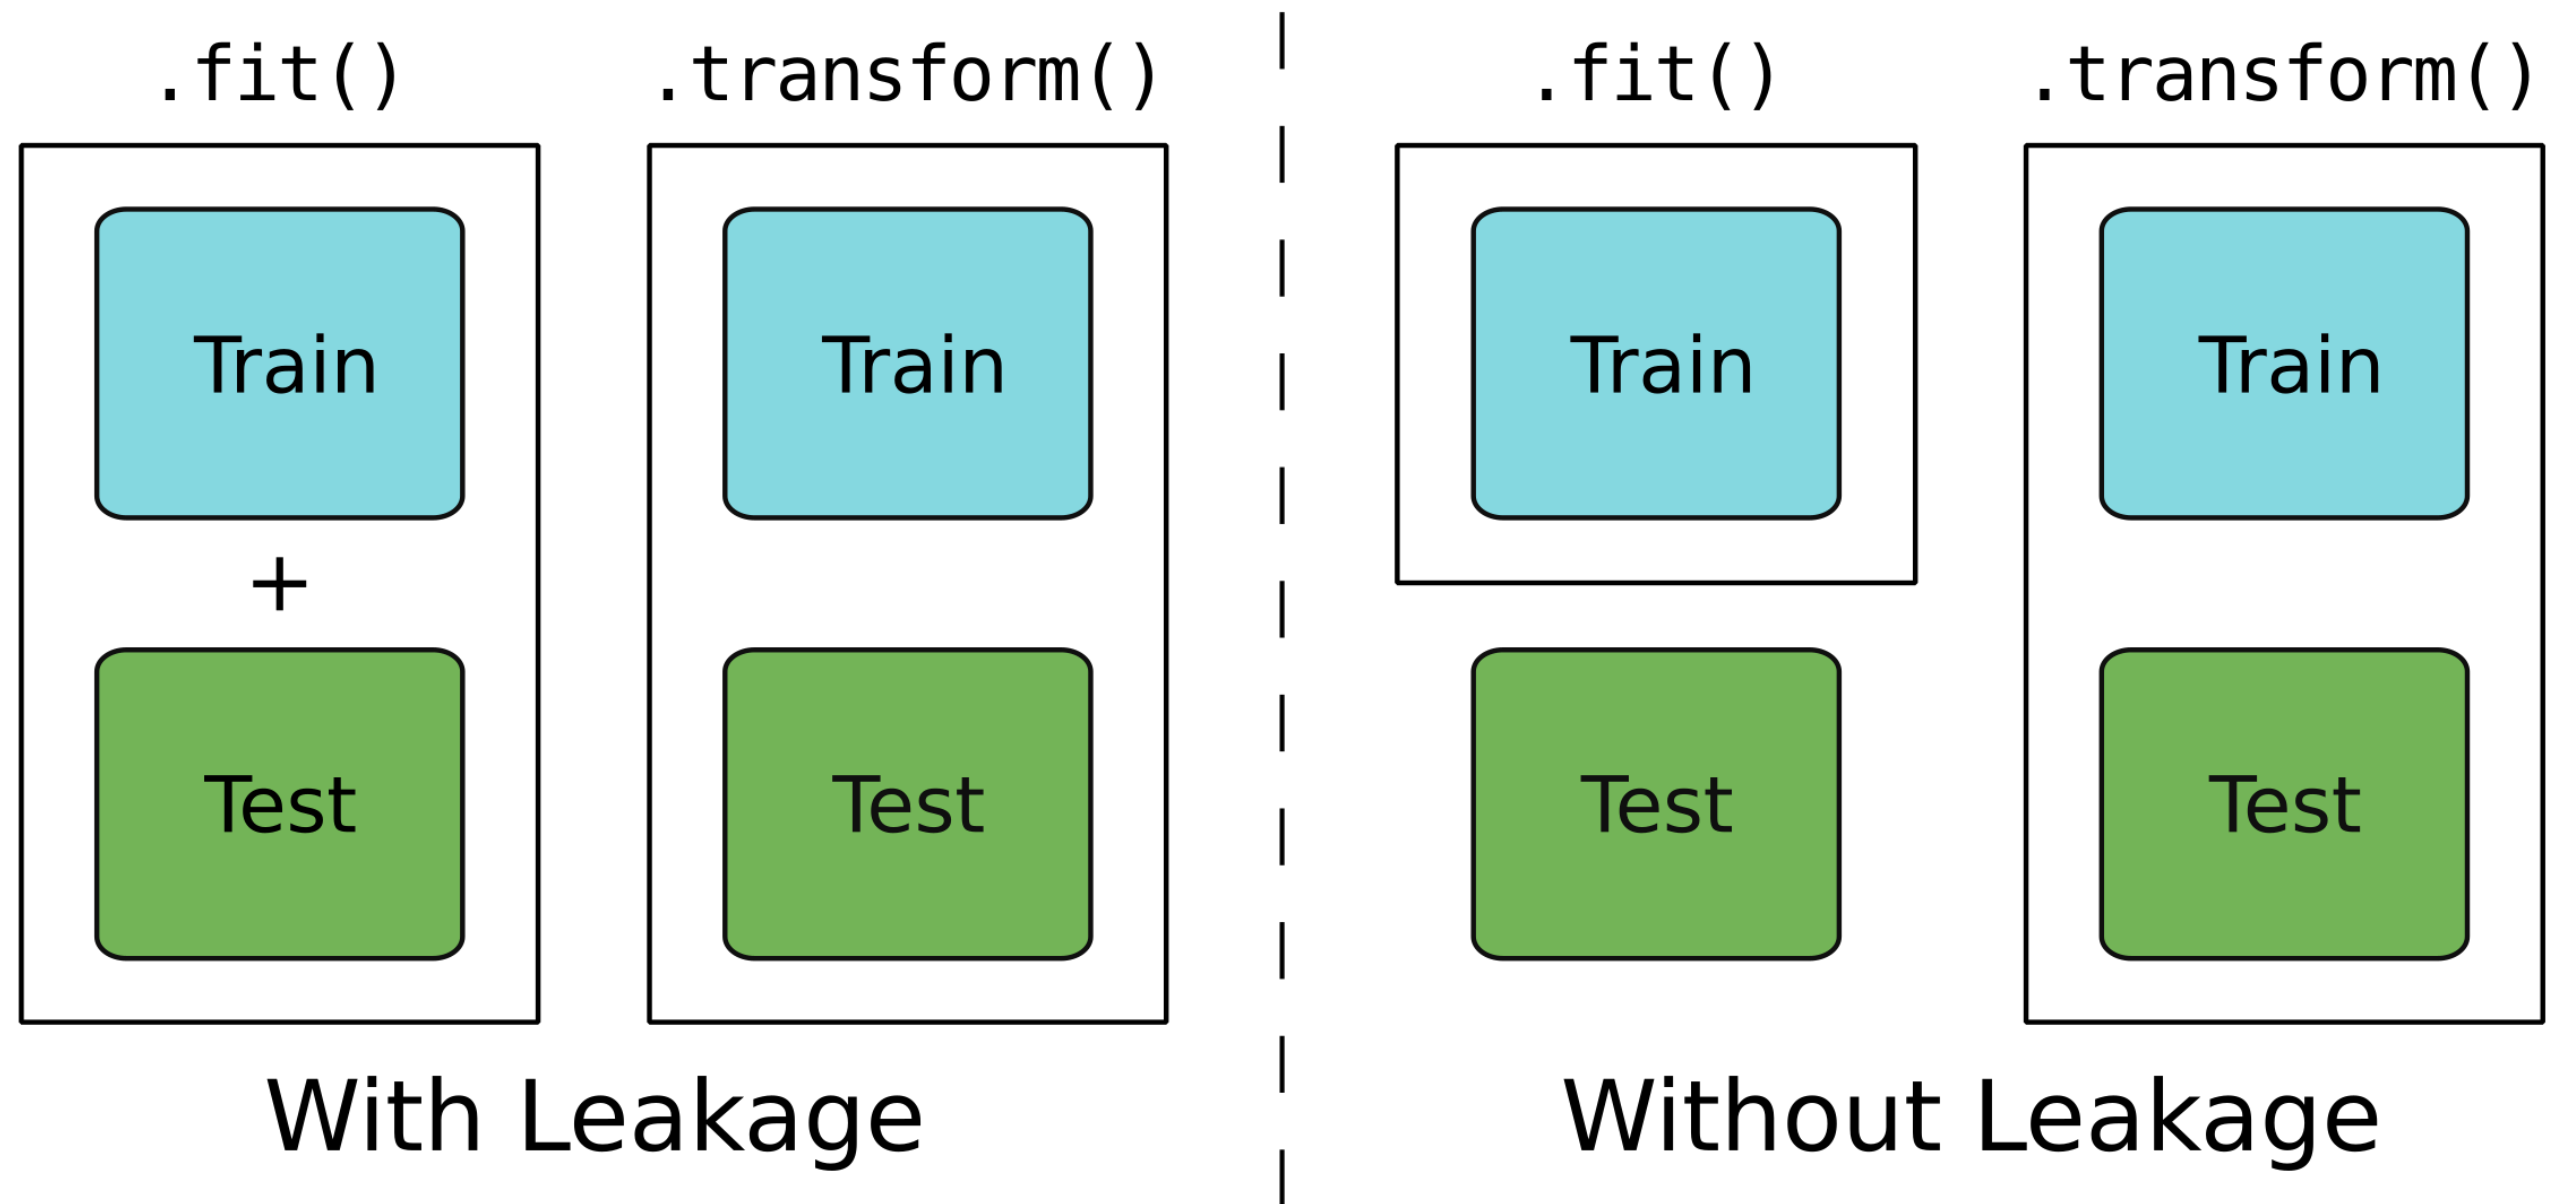 .fit()
.transform()
Train
Train
+
Test
Test
With Leakage
.fit()
.transform()
Train
Train
Test
Test
Without Leakage